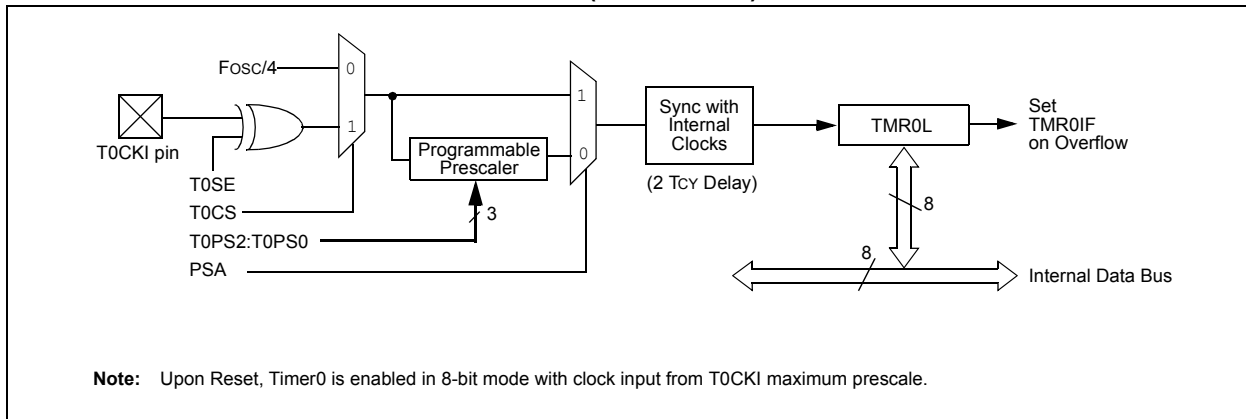 Fosc/4
0
1
T0CKI pin
T0SE
T0CS
T0PS2:T0PS0
PSA
Programmable
Prescaler
3
1
0
Sync with
Internal
Clocks
(2 TCY Delay)
TMR0L
Set
TMR0IF
on Overflow
8
8
Internal Data Bus
Note: Upon Reset, Timer0 is enabled in 8-bit mode with clock input from T0CKI maximum prescale.